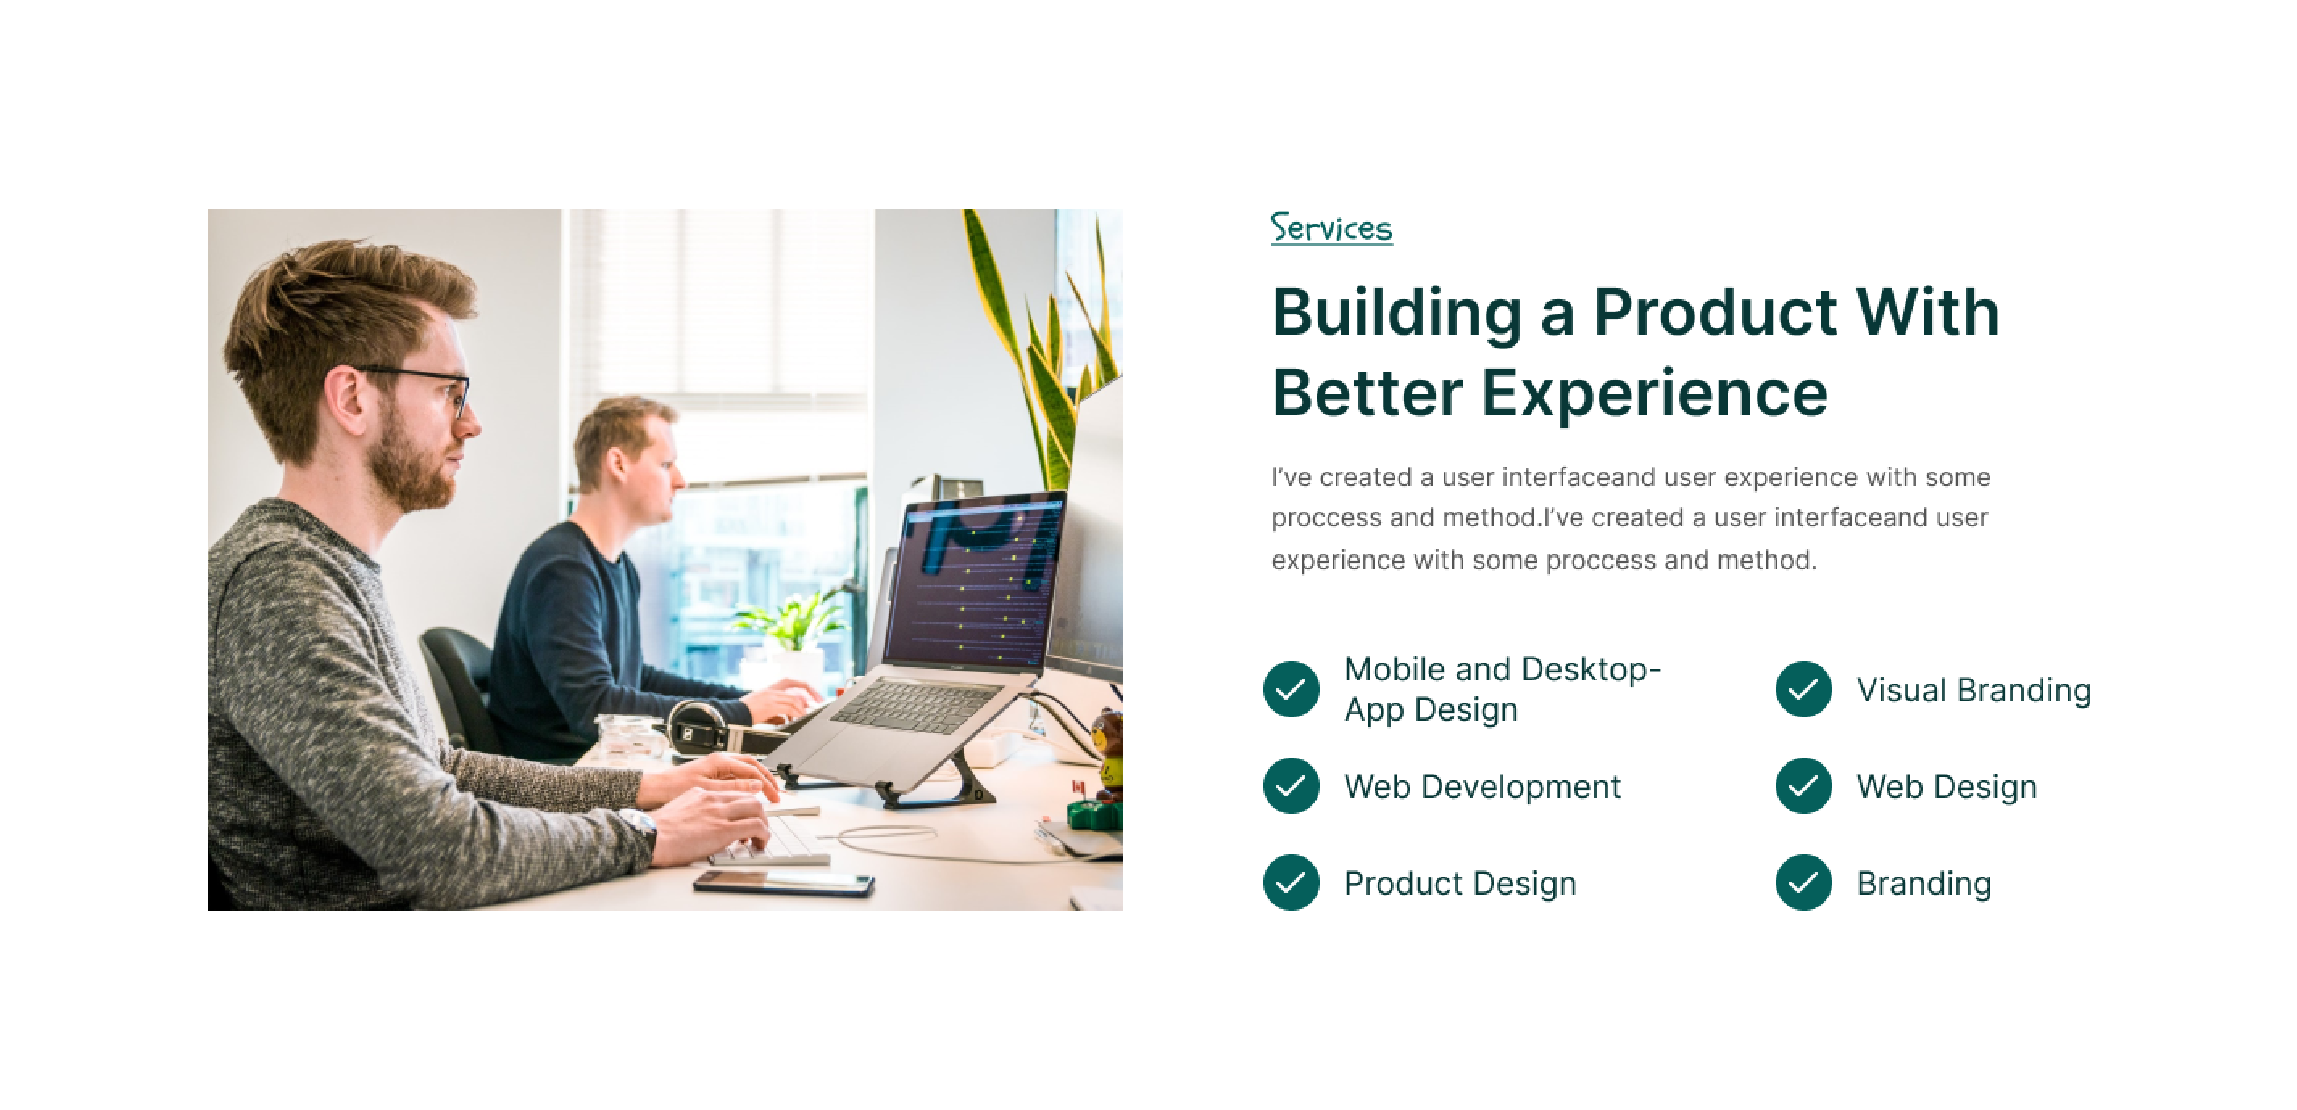 Services
Building a Product With
Better Experience
I've created a user interfaceand user experience with some
proccess and method.I've created a user interfaceand user
experience with some proccess and method.
Mobile and Desktop-
App Design
Visual Branding
Web Development
Web Design
Product Design
Branding